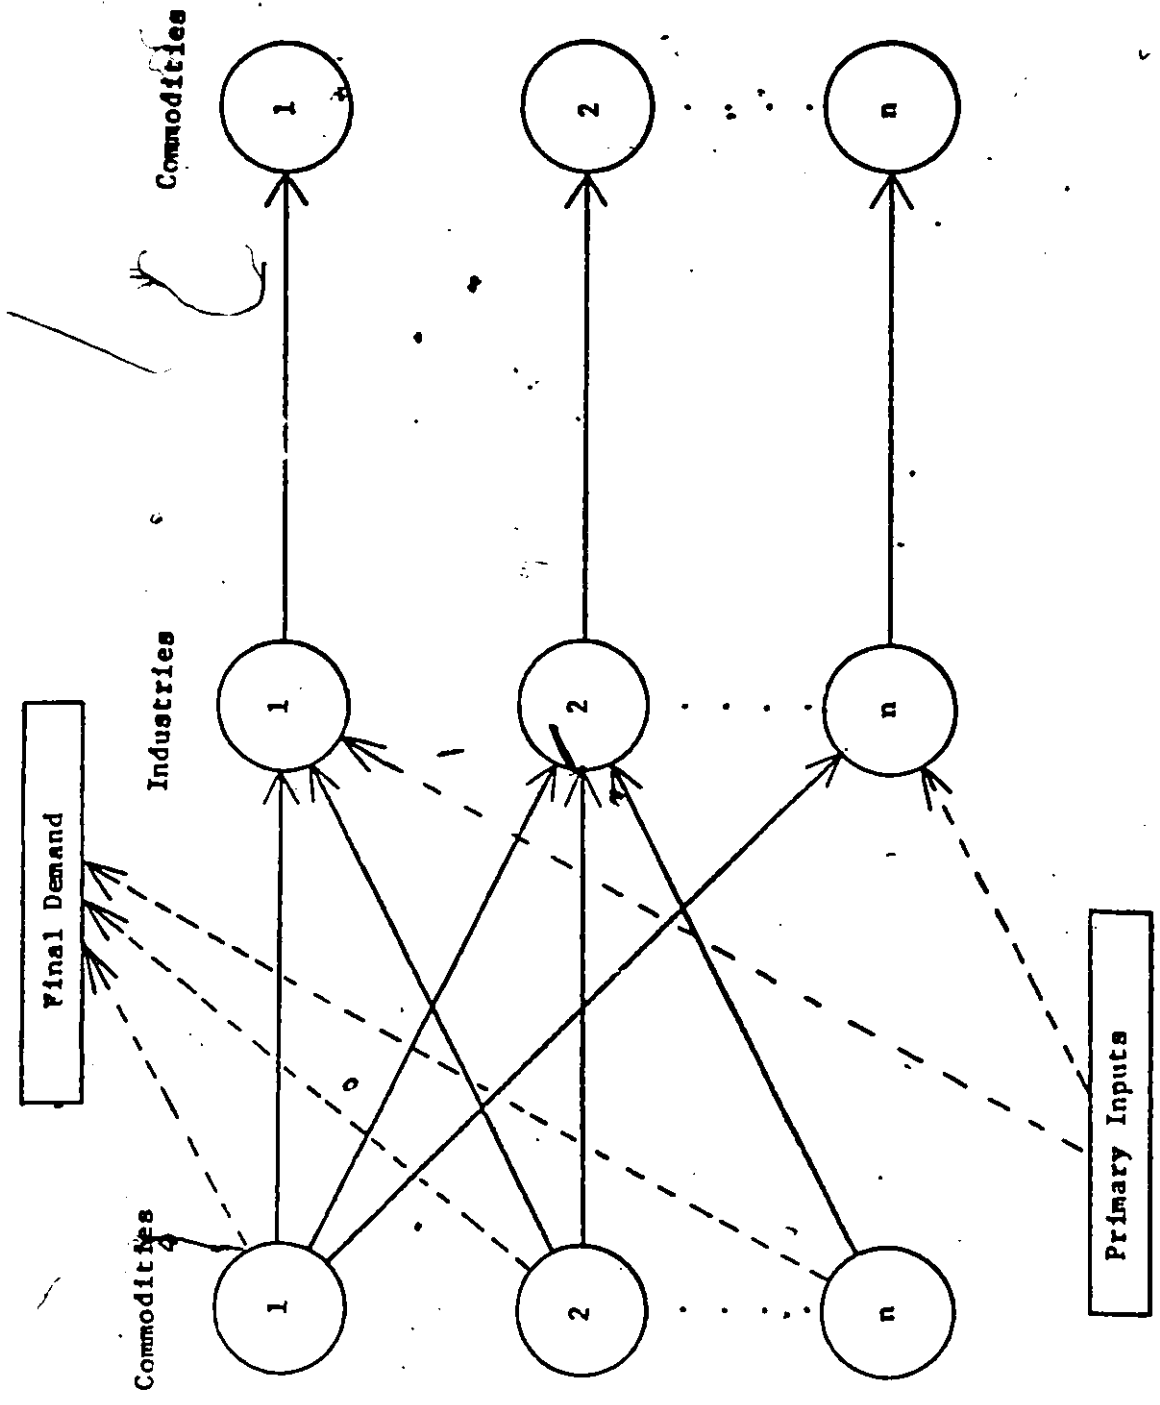 Final Demand
Commodities
Industries
Commodities
1
1
1
2
2
2
n
n
n
Primary Inputs